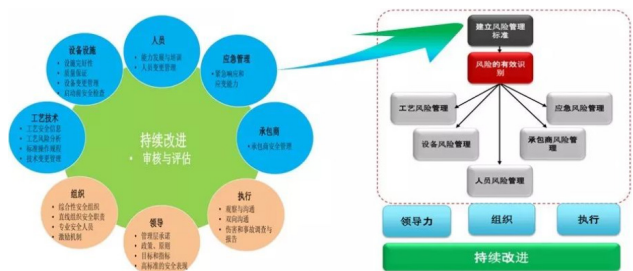 人员
• 能力发展与培训
• 人员变更管理
设备设施
• 设施完好性
• 质量保证
• 设备变更管理
• 启动前安全检查
应急管理
• 紧急响应和
应变能力
工艺技术
• 工艺安全信息
• 工艺风险分析
• 标准操作规程
• 技术变更管理
持续改进
• 审核与评估
承包商
• 承包商安全管理
组织
• 综合性安全组织
• 直线组织安全职责
• 专业安全人员
• 激励机制
领导
• 管理层承诺
• 政策、原则
• 目标和指标
• 高标准的安全表现
执行
• 观察与沟通
• 双向沟通
• 伤害和事故调查与
报告
建立风险管理
标准
风险的有效识
别
工艺风险管理
应急风险管理
设备风险管理
承包商风险管
理
人员风险管理
领导力
组织
执行
持续改进